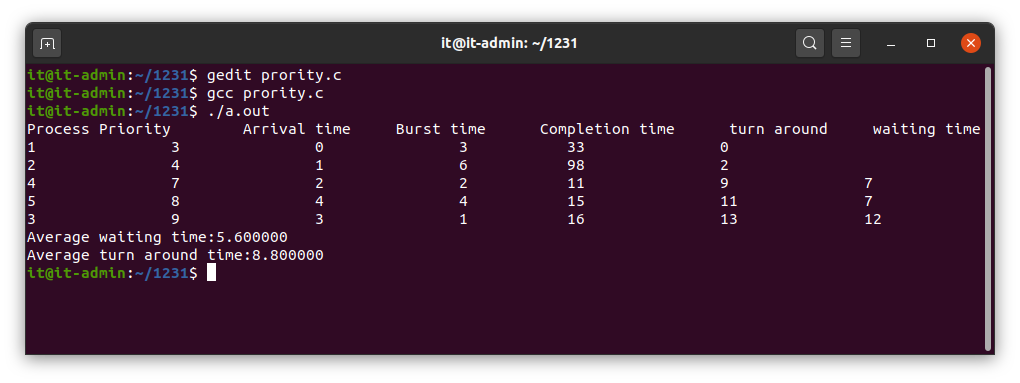 it@it-admin: ~/1231
it@it-admin:~/1231$ gedit prority.c
it@it-admin:~/1231$ gcc prority.c
it@it-admin:~/1231$ ./a.out
Process Priority Arrival time Burst time Completion time turn around waiting time
1 3 0 3 33 0
2 4 1 6 98 2
4 7 2 2 11 9 7
5 8 4 4 15 11 7
3 9 3 1 16 13 12
Average waiting time:5.600000
Average turn around time:8.800000
it@it-admin:~/1231$